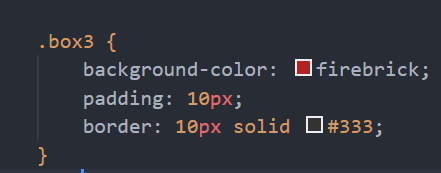 .box3 {
background-color: firebrick;
padding: 10px;
border: 10px solid #333;
}